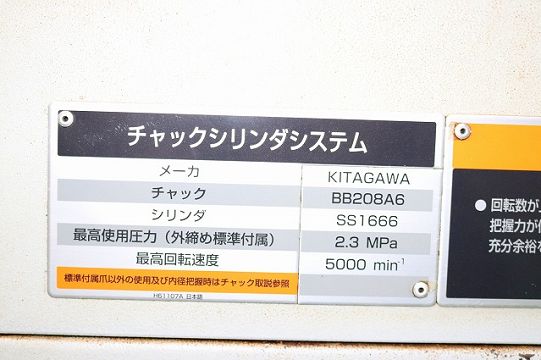 チャックシリンダシステム
メーカ KITAGAWA
チャック BB208A6
シリンダ SS1666
最高使用圧力（外締め標準付属） 2.3 MPa
最高回転速度 5000 min⁻¹
標準付属爪以外の使用及び内径把握時はチャック取説参照
H61107A 日本語
● 回転数が
把握力が
充分余裕